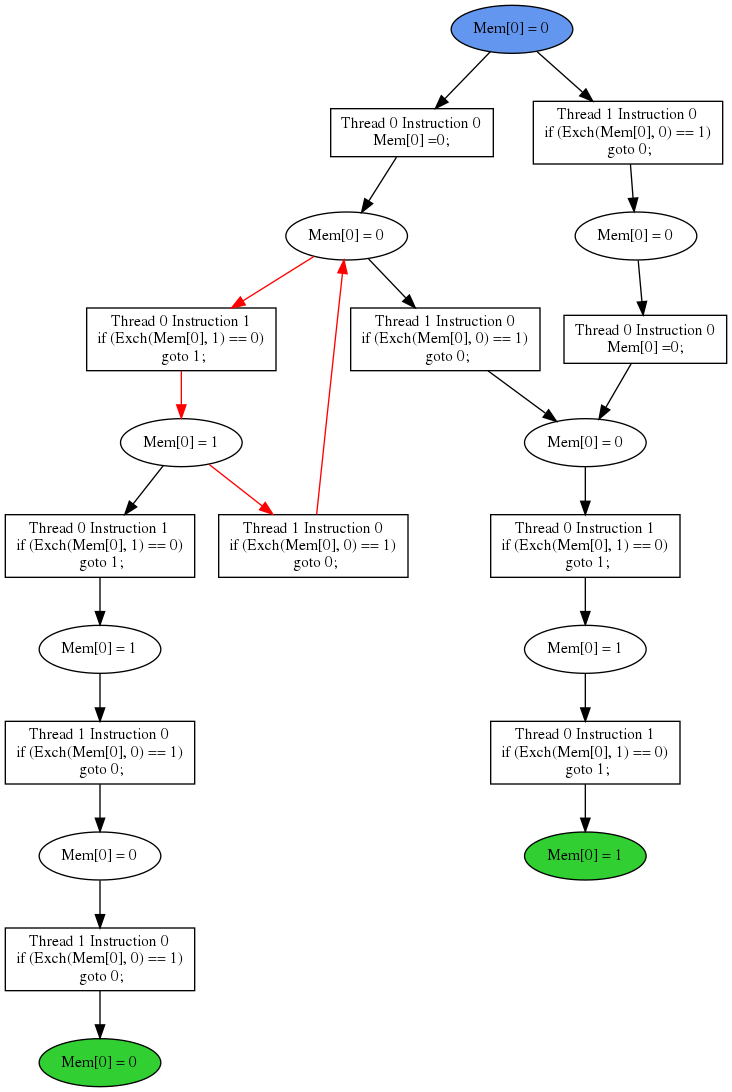 Mem[0] = 0
Thread 0 Instruction 0
Mem[0] =0;
Thread 1 Instruction 0
if (Exch(Mem[0], 0) == 1)
goto 0;
Mem[0] = 0
Mem[0] = 0
Thread 0 Instruction 1
if (Exch(Mem[0], 1) == 0)
goto 1;
Thread 1 Instruction 0
if (Exch(Mem[0], 0) == 1)
goto 0;
Thread 0 Instruction 0
Mem[0] =0;
Mem[0] = 1
Mem[0] = 0
Thread 0 Instruction 1
if (Exch(Mem[0], 1) == 0)
goto 1;
Thread 1 Instruction 0
if (Exch(Mem[0], 0) == 1)
goto 0;
Thread 0 Instruction 1
if (Exch(Mem[0], 1) == 0)
goto 1;
Mem[0] = 1
Mem[0] = 1
Thread 1 Instruction 0
if (Exch(Mem[0], 0) == 1)
goto 0;
Thread 0 Instruction 1
if (Exch(Mem[0], 1) == 0)
goto 1;
Mem[0] = 0
Mem[0] = 1
Thread 1 Instruction 0
if (Exch(Mem[0], 0) == 1)
goto 0;
Mem[0] = 0